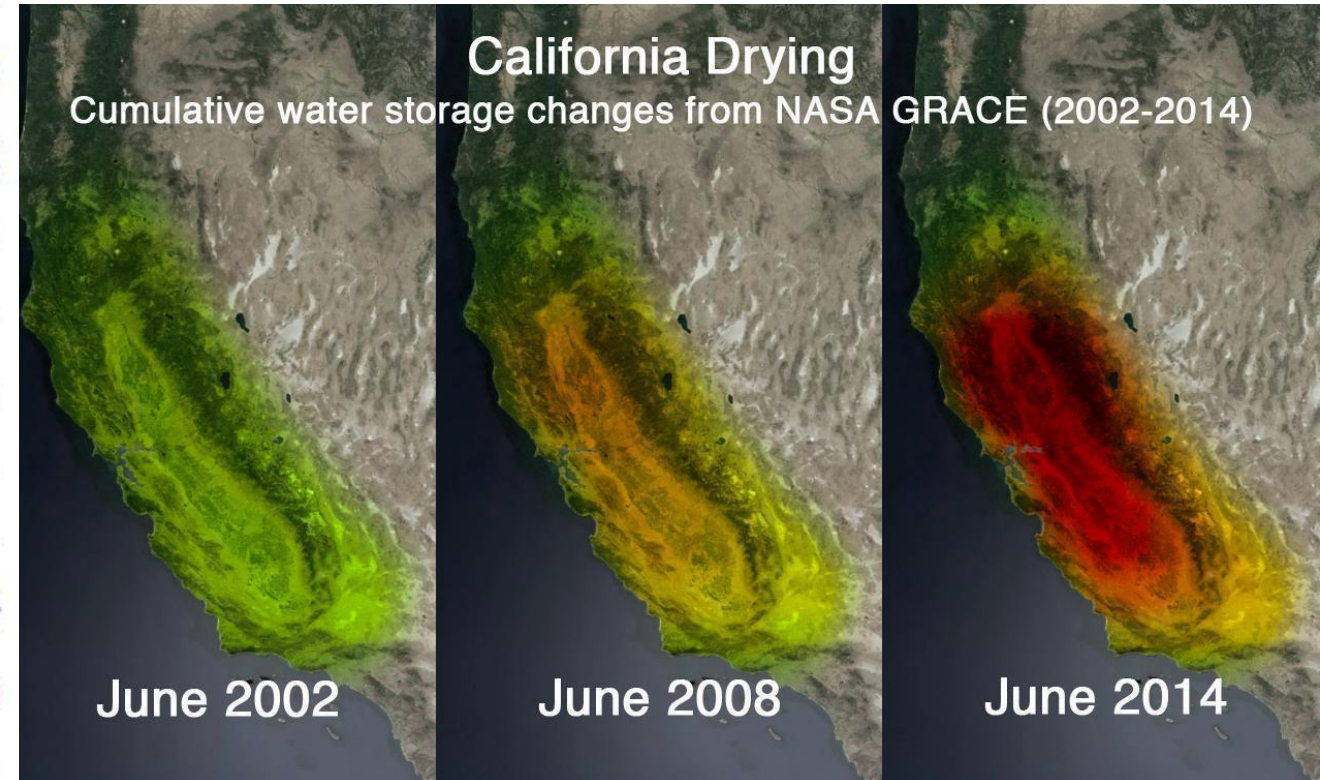 California Drying
Cumulative water storage changes from NASA GRACE (2002-2014)
June 2002
June 2008
June 2014